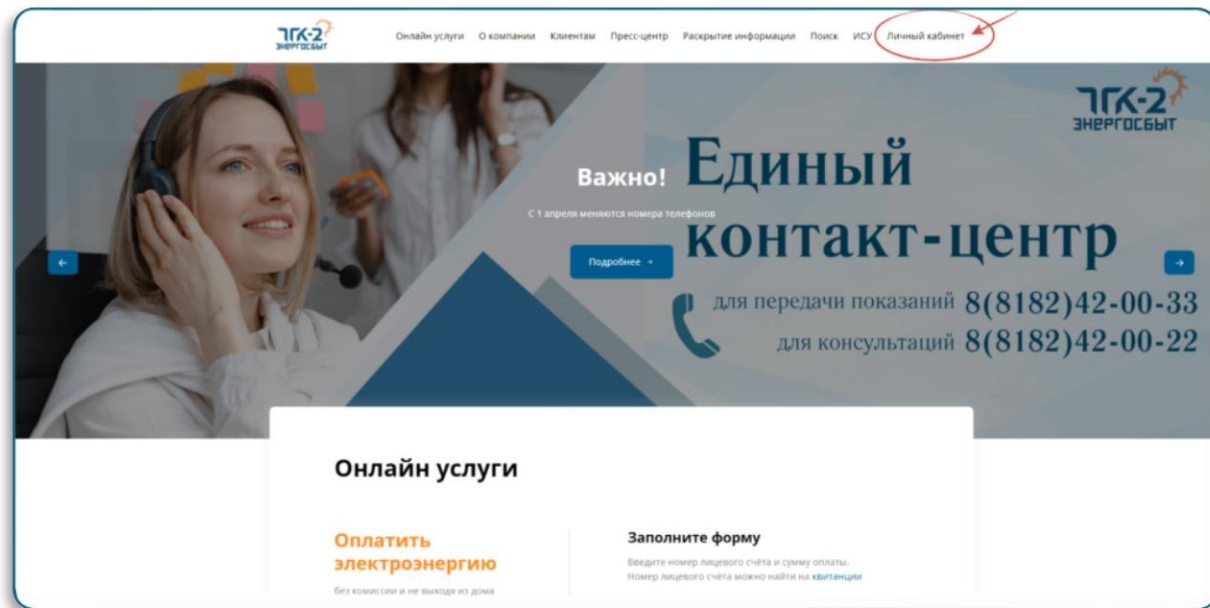 ТГК-2
ЭНЕРГОСБЫТ
Онлайн услуги О компании Клиентам Пресс-центр Раскрытие информации Поиск ИСУ Личный кабинет
ТГК-2
ЭНЕРГОСБЫТ
Важно!
С 1 апреля меняются номера телефонов
Подробнее →
Единый
контакт-центр
для передачи показаний 8(8182)42-00-33
для консультаций 8(8182)42-00-22
Онлайн услуги
Оплатить
электроэнергию
без комиссии и не выходя из дома
Заполните форму
Введите номер лицевого счёта и сумму оплаты.
Номер лицевого счёта можно найти на квитанции